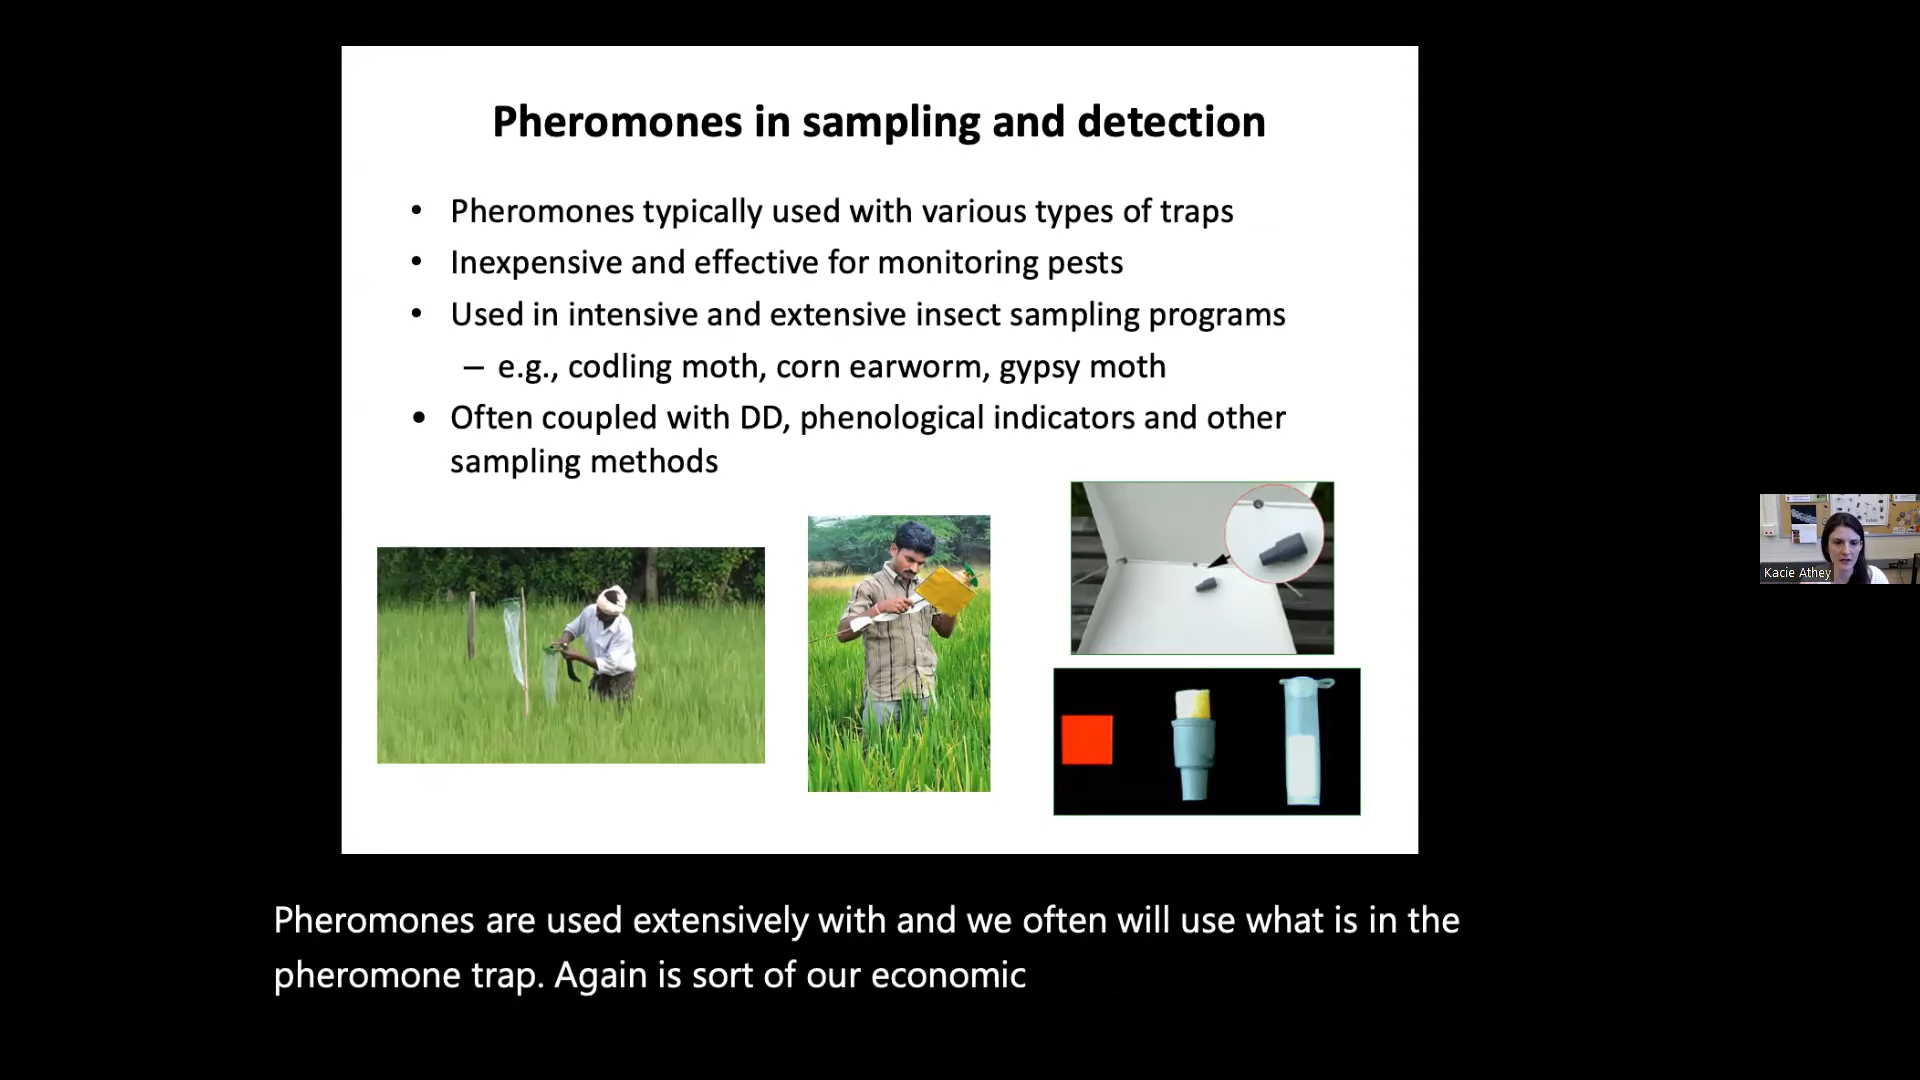 Pheromones in sampling and detection
• Pheromones typically used with various types of traps
• Inexpensive and effective for monitoring pests
• Used in intensive and extensive insect sampling programs
– e.g., codling moth, corn earworm, gypsy moth
• Often coupled with DD, phenological indicators and other
sampling methods
Kacie Athey
Pheromones are used extensively with and we often will use what is in the
pheromone trap. Again is sort of our economic